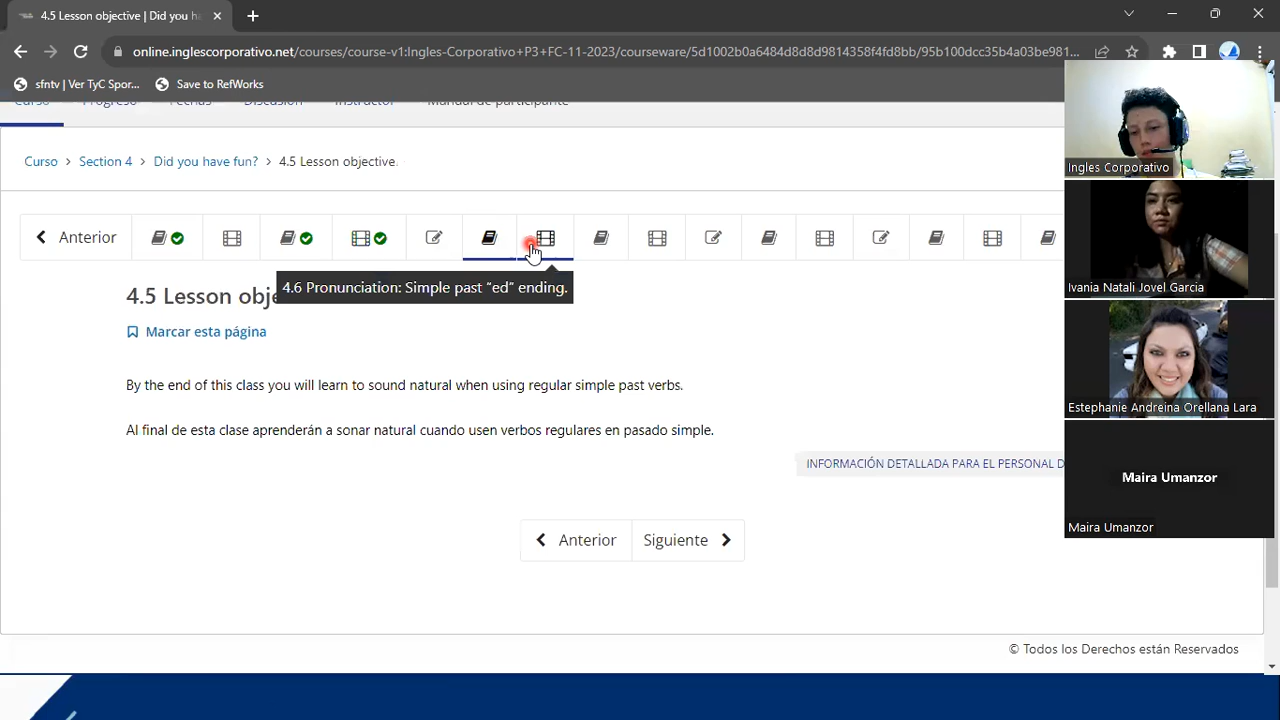 4.5 Lesson objective | Did you ha
online.inglescorporativo.net/courses/course-v1:Ingles-Corporativo+P3+FC-11-2023/courseware/5d1002b0a6484d8d8d9814358f4fd8bb/95b100dcc35b4a03be981...
sfntv | Ver TyC Spor...
Save to RefWorks
Curso Progreso Fechas Discusión Instructor Manual de participante
Curso > Section 4 > Did you have fun? > 4.5 Lesson objective.
Anterior
4.6 Pronunciation: Simple past “ed” ending.
4.5 Lesson obje
Marcar esta página
By the end of this class you will learn to sound natural when using regular simple past verbs.
Al final de esta clase aprenderán a sonar natural cuando usen verbos regulares en pasado simple.
INFORMACIÓN DETALLADA PARA EL PERSONAL D
Anterior
Siguiente
© Todos los Derechos están Reservados
Ingles Corporativo
Ivania Natali Jovel Garcia
Estephanie Andreina Orellana Lara
Maira Umanzor
Maira Umanzor